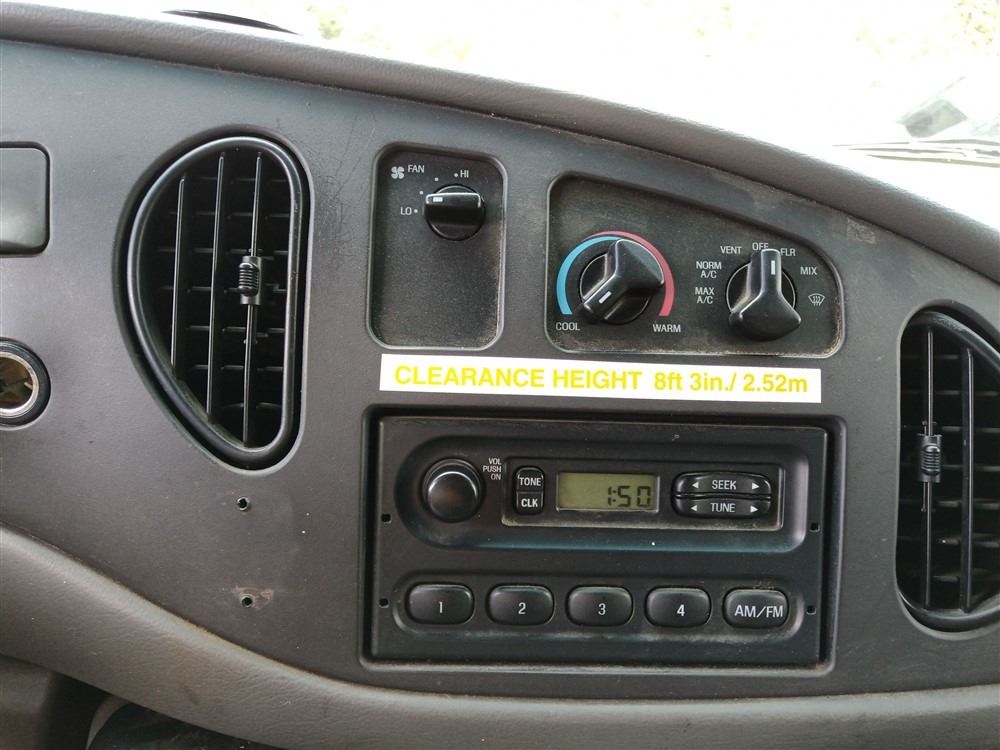 FAN
HI
LO
COOL
WARM
VENT
OFF
FLR
NORM
A/C
MIX
MAX
A/C
CLEARANCE HEIGHT 8ft 3in./ 2.52m
VOL
PUSH
ON
TONE
CLK
1:50
SEEK
TUNE
1
2
3
4
AM/FM